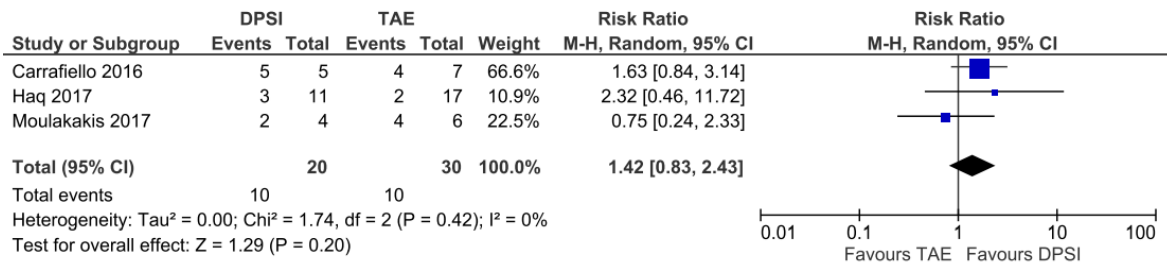 DPSI TAE Risk Ratio Risk Ratio
Study or Subgroup Events Total Events Total Weight M-H, Random, 95% CI M-H, Random, 95% CI
Carrafiello 2016 5 5 4 7 66.6% 1.63 [0.84, 3.14]
Haq 2017 3 11 2 17 10.9% 2.32 [0.46, 11.72]
Moulakakis 2017 2 4 4 6 22.5% 0.75 [0.24, 2.33]
Total (95% CI) 20 30 100.0% 1.42 [0.83, 2.43]
Total events 10 10
Heterogeneity: Tau² = 0.00; Chi² = 1.74, df = 2 (P = 0.42); I² = 0%
Test for overall effect: Z = 1.29 (P = 0.20)
0.01 0.1 1 10 100
Favours TAE Favours DPSI